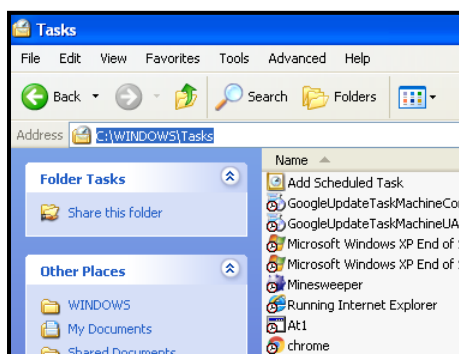 Tasks
File Edit View Favorites Tools Advanced Help
Back Search Folders
Address C:\WINDOWS\Tasks
Folder Tasks
Share this folder
Other Places
WINDOWS
My Documents
Shared Documents
Name
Add Scheduled Task
GoogleUpdateTaskMachineCo
GoogleUpdateTaskMachineUA
Microsoft Windows XP End of
Microsoft Windows XP End of
Minesweeper
Running Internet Explorer
At1
chrome